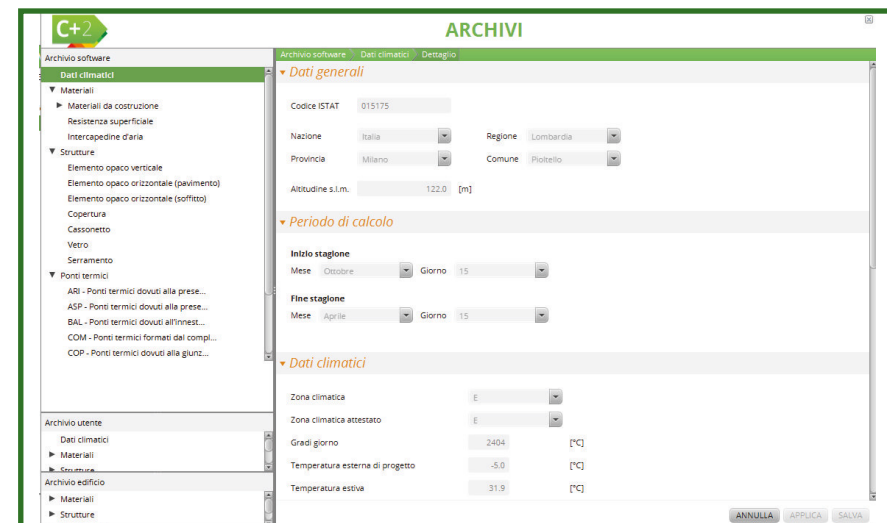 C+2
ARCHIVI
Archivio software
Dati climatici
Materiali
Materiali da costruzione
Resistenza superficiale
Intercapedine d'aria
Strutture
Elemento opaco verticale
Elemento opaco orizzontale (pavimento)
Elemento opaco orizzontale (soffitto)
Copertura
Cassonetto
Vetro
Serramento
Ponti termici
ARI - Ponti termici dovuti alla prese...
ASP - Ponti termici dovuti alla prese...
BAL - Ponti termici dovuti all'innest...
COM - Ponti termici formati dal compl...
COP - Ponti termici dovuti alla giunz...
Archivio utente
Dati climatici
Materiali
Strutture
Archivio edificio
Materiali
Strutture
Archivio software Dati climatici Dettaglio
Dati generali
Codice ISTAT 015175
Nazione Italia Regione Lombardia
Provincia Milano Comune Pioltello
Altitudine s.l.m. 122.0 [m]
Periodo di calcolo
Inizio stagione
Mese Ottobre Giorno 15
Fine stagione
Mese Aprile Giorno 15
Dati climatici
Zona climatica E
Zona climatica attestato E
Gradi giorno 2404 [°C]
Temperatura esterna di progetto -5.0 [°C]
Temperatura estiva 31.9 [°C]
ANNULLA APPLICA SALVA